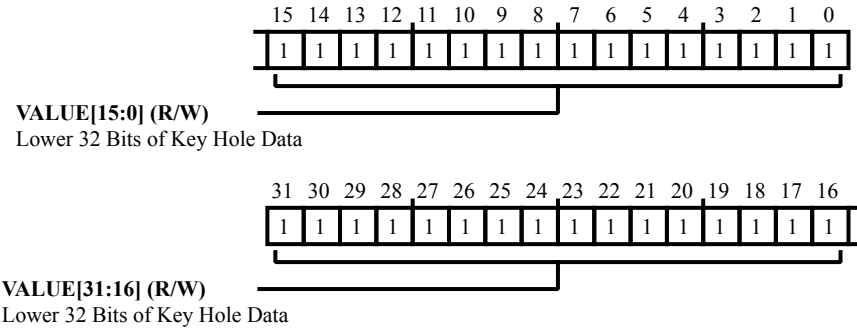 15 14 13 12 11 10 9 8 7 6 5 4 3 2 1 0
1 1 1 1 1 1 1 1 1 1 1 1 1 1 1 1
VALUE[15:0] (R/W)
Lower 32 Bits of Key Hole Data
31 30 29 28 27 26 25 24 23 22 21 20 19 18 17 16
1 1 1 1 1 1 1 1 1 1 1 1 1 1 1 1
VALUE[31:16] (R/W)
Lower 32 Bits of Key Hole Data